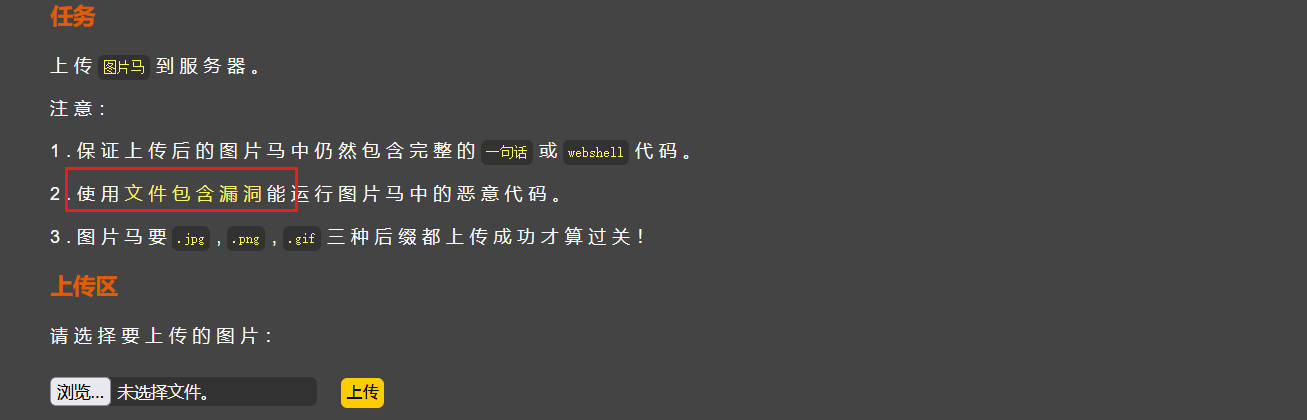 任务
上传 图片马 到服务器。
注意：
1.保证上传后的图片马中仍然包含完整的 一句话 或 webshell 代码。
2.使用文件包含漏洞能运行图片马中的恶意代码。
3.图片马要 .jpg , .png , .gif 三种后缀都上传成功才算过关！
上传区
请选择要上传的图片：
浏览... 未选择文件。 上传